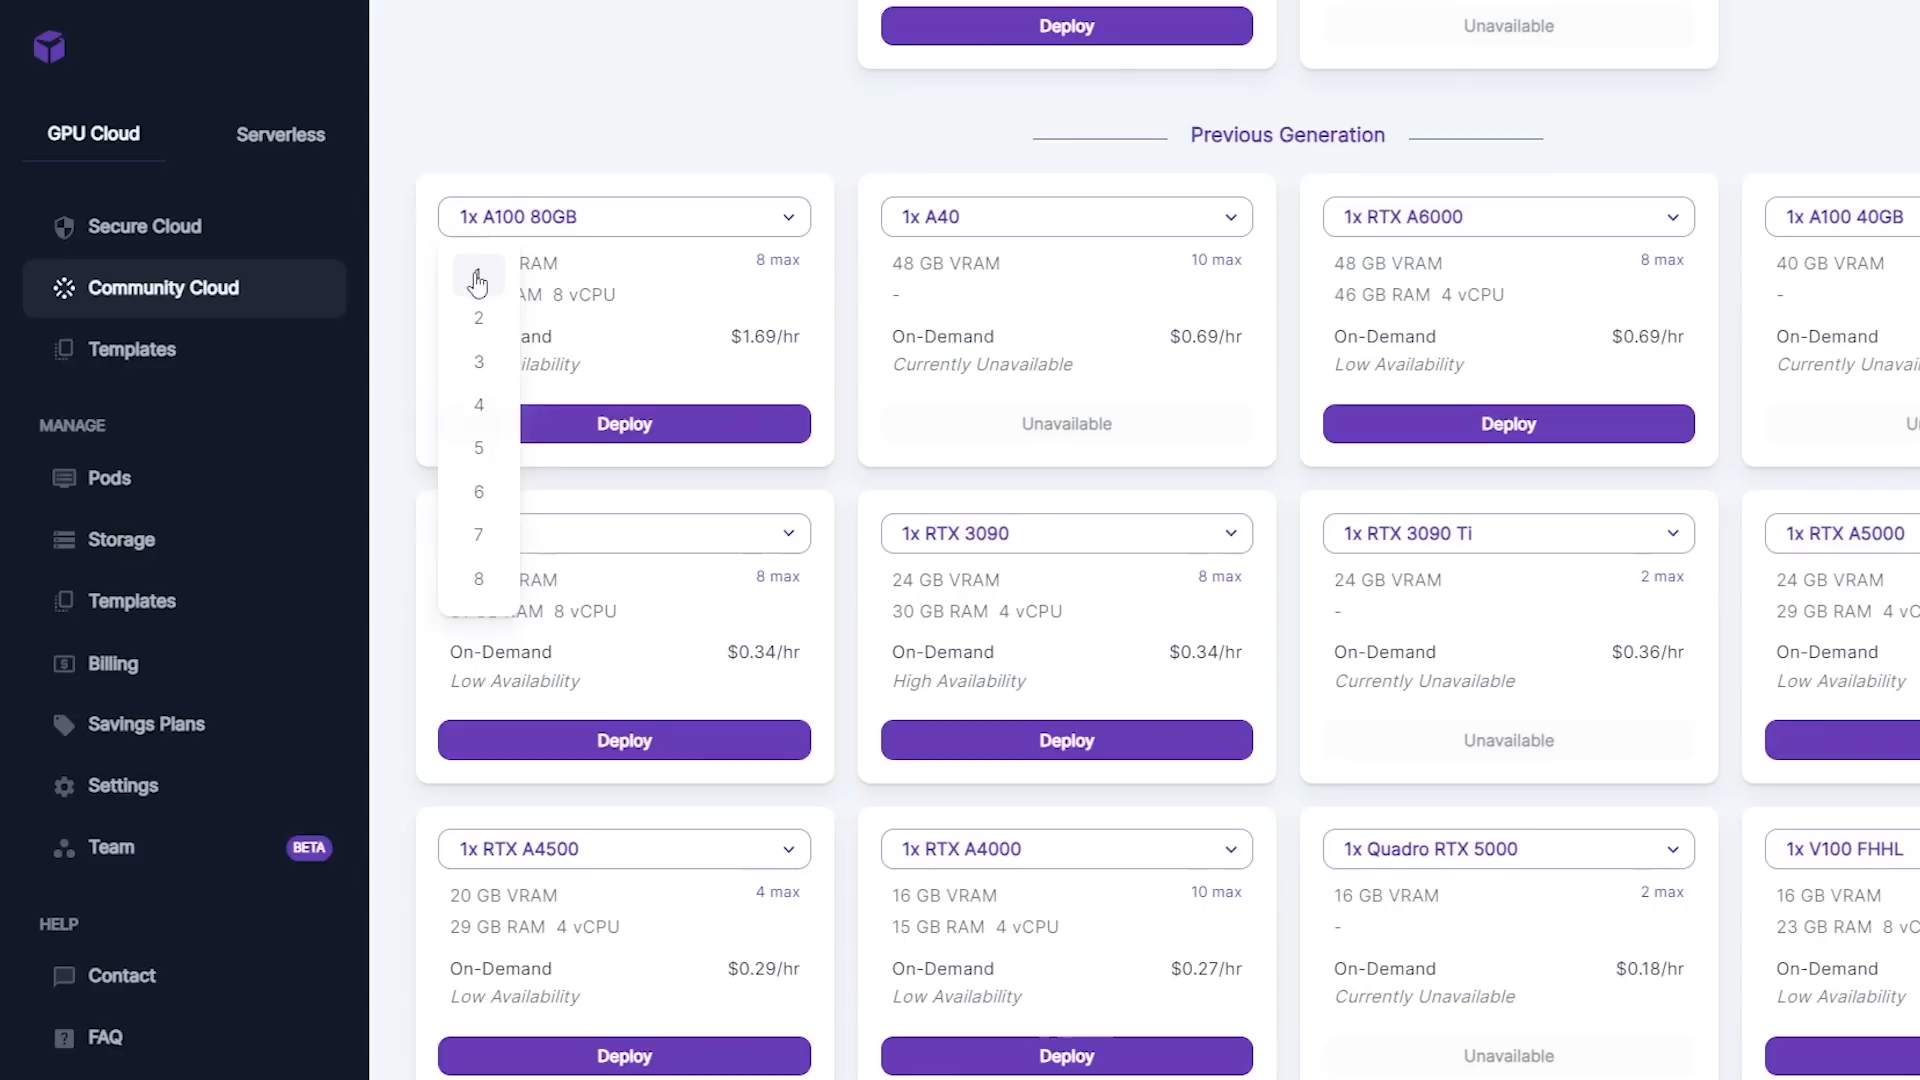 GPU Cloud
Serverless
Secure Cloud
Community Cloud
Templates
MANAGE
Pods
Storage
Templates
Billing
Savings Plans
Settings
Team
BETA
HELP
Contact
FAQ
Deploy
Unavailable
Previous Generation
1x A100 80GB
RAM
8 max
8 vCPU
$1.69/hr
Deploy
2
3
4
5
6
7
8
1x A40
48 GB VRAM
10 max
-
On-Demand
$0.69/hr
Currently Unavailable
Unavailable
1x RTX A6000
48 GB VRAM
8 max
46 GB RAM 4 vCPU
On-Demand
$0.69/hr
Low Availability
Deploy
1x A100 40GB
40 GB VRAM
-
On-Demand
Currently
RAM
8 max
8 vCPU
On-Demand
$0.34/hr
Low Availability
Deploy
1x RTX 3090
24 GB VRAM
8 max
30 GB RAM 4 vCPU
On-Demand
$0.34/hr
High Availability
Deploy
1x RTX 3090 Ti
24 GB VRAM
2 max
-
On-Demand
$0.36/hr
Currently Unavailable
Unavailable
1x RTX A5000
24 GB VRAM
29 GB RAM 4
On-Demand
Low Availability
1x RTX A4500
20 GB VRAM
4 max
29 GB RAM 4 vCPU
On-Demand
$0.29/hr
Low Availability
Deploy
1x RTX A4000
16 GB VRAM
10 max
15 GB RAM 4 vCPU
On-Demand
$0.27/hr
Low Availability
Deploy
1x Quadro RTX 5000
16 GB VRAM
2 max
-
On-Demand
$0.18/hr
Currently Unavailable
Unavailable
1x V100 FHHL
16 GB VRAM
23 GB RAM 8
On-Demand
Low Availability